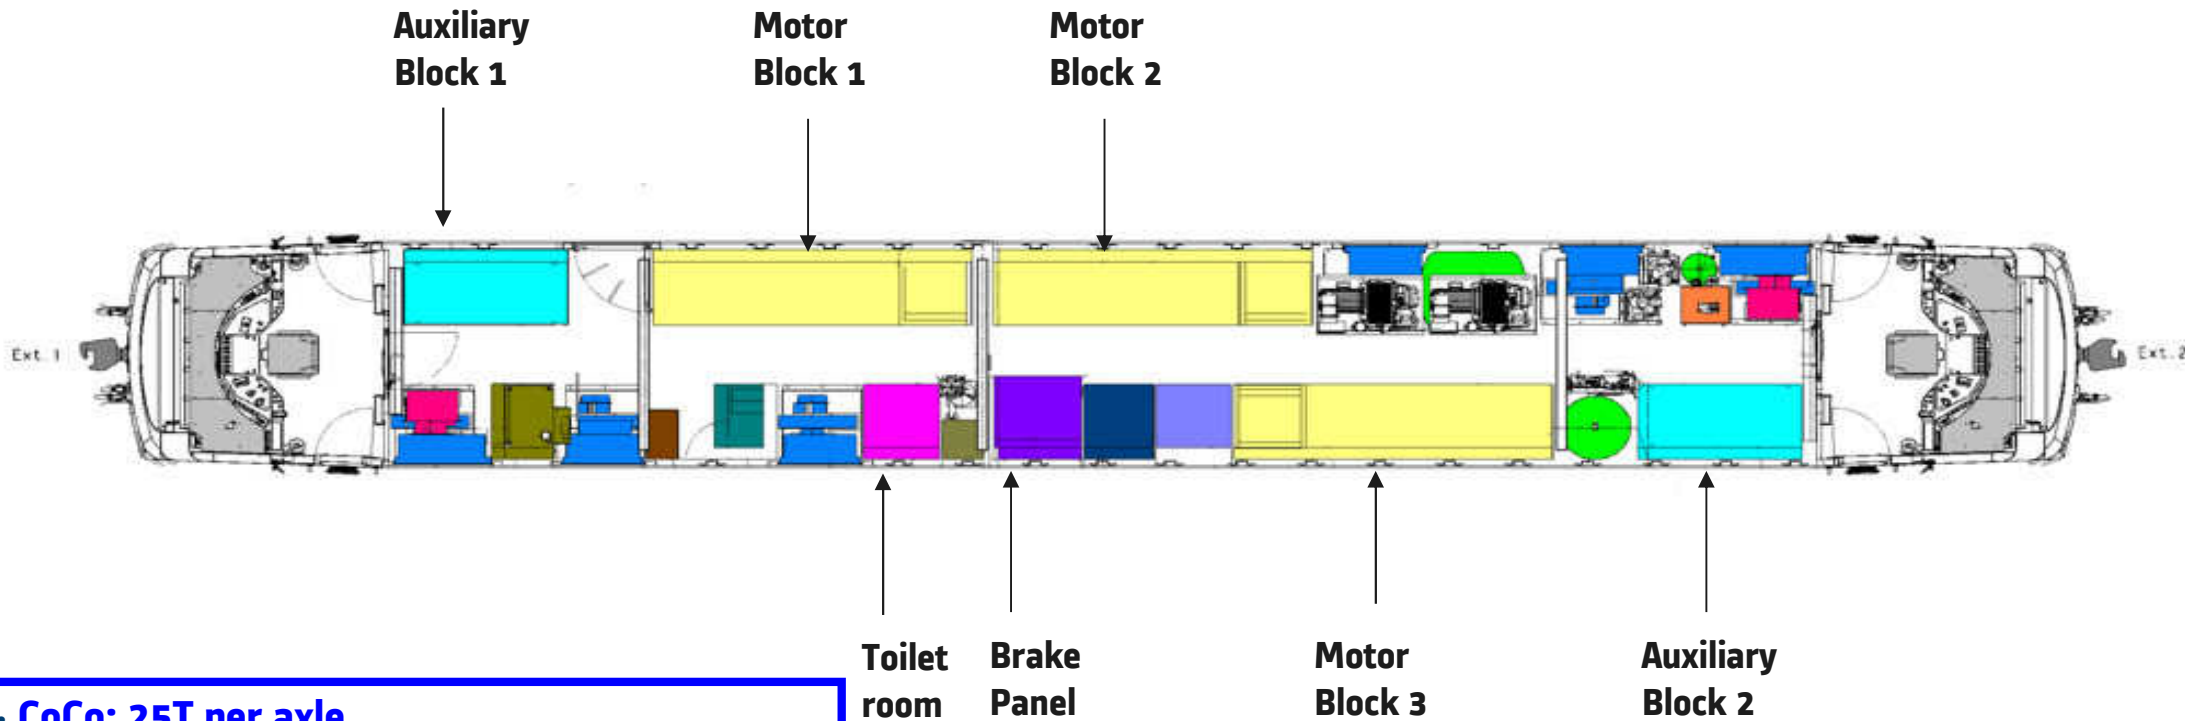 Auxiliary
Block 1
Motor
Block 1
Motor
Block 2
Ext. 1
Ext. 2
Toilet
room
Brake
Panel
Motor
Block 3
Auxiliary
Block 2
• CoCo: 25T per axle